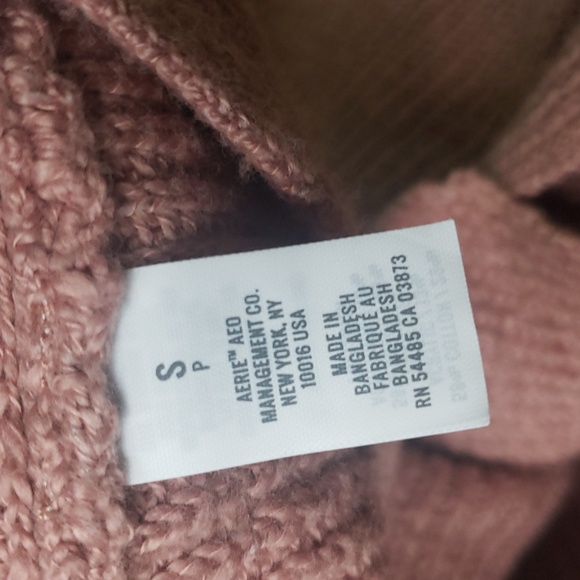 S
P
AERIE™ AEO
MANAGEMENT CO.
NEW YORK, NY
10016 USA
MADE IN
BANGLADESH
FABRIQUÉ AU
BANGLADESH
RN 54485 CA 03873